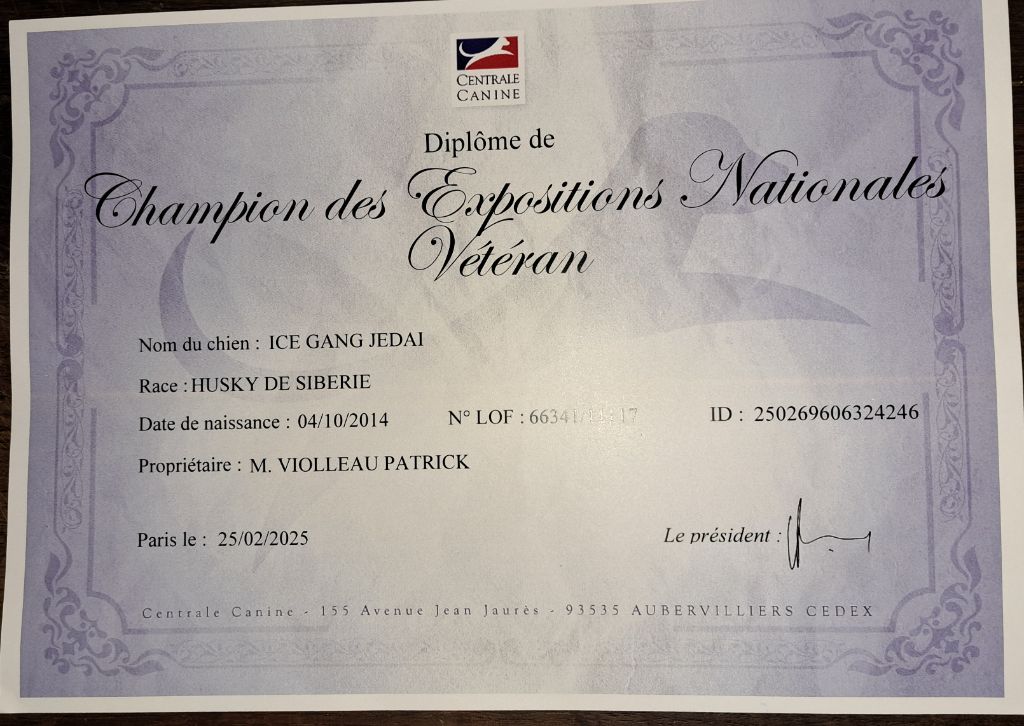 CENTRALE
CANINE
Diplôme de
Champion des Expositions Nationales
Vétéran
Nom du chien : ICE GANG JEDAI
Race : HUSKY DE SIBERIE
Date de naissance : 04/10/2014 N° LOF : 66341/ ID : 250269606324246
Propriétaire : M. VIOLLEAU PATRICK
Paris le : 25/02/2025 Le président :
Centrale Canine - 155 Avenue Jean Jaurès - 93535 AUBERVILLIERS CEDEX